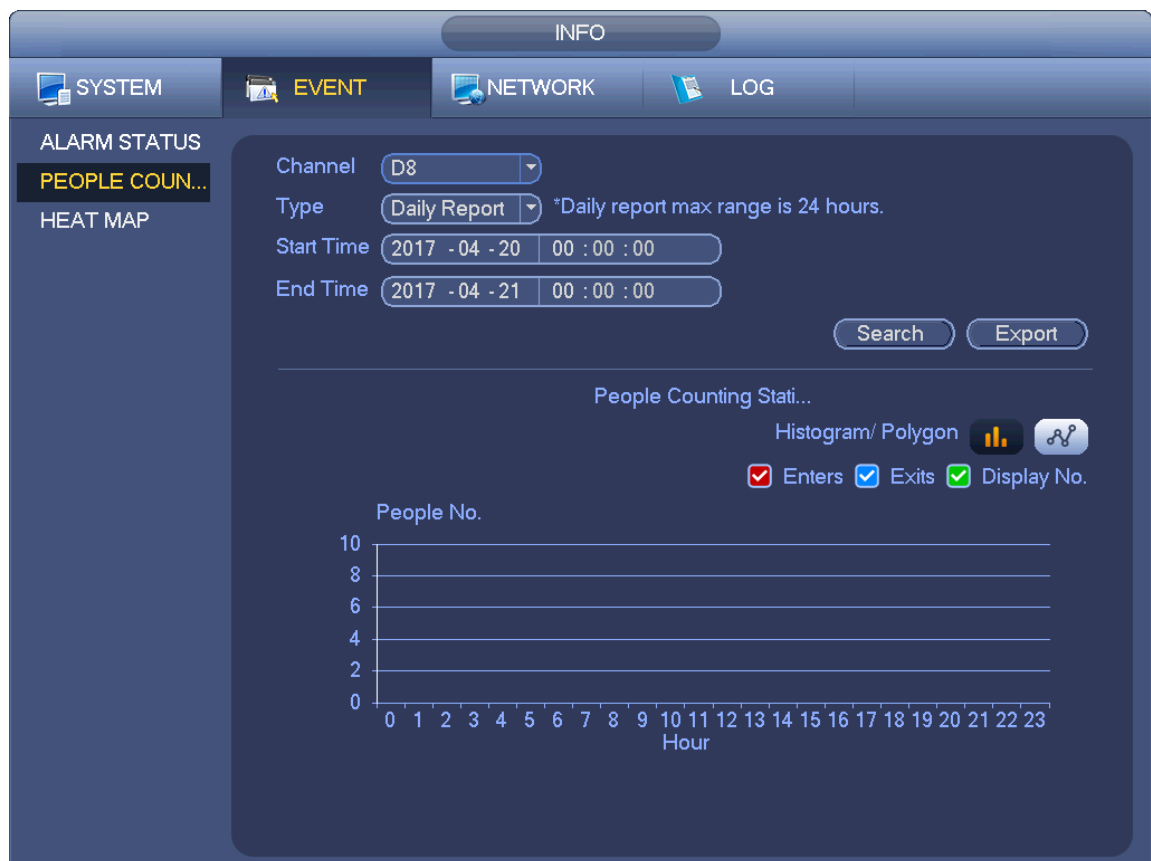 INFO
SYSTEM EVENT NETWORK LOG
ALARM STATUS
PEOPLE COUN...
HEAT MAP
Channel D8
Type Daily Report *Daily report max range is 24 hours.
Start Time 2017 - 04 - 20 00 : 00 : 00
End Time 2017 - 04 - 21 00 : 00 : 00
Search Export
People Counting Stati...
Histogram/ Polygon
Enters Exits Display No.
People No.
10
8
6
4
2
0
0 1 2 3 4 5 6 7 8 9 10 11 12 13 14 15 16 17 18 19 20 21 22 23
Hour